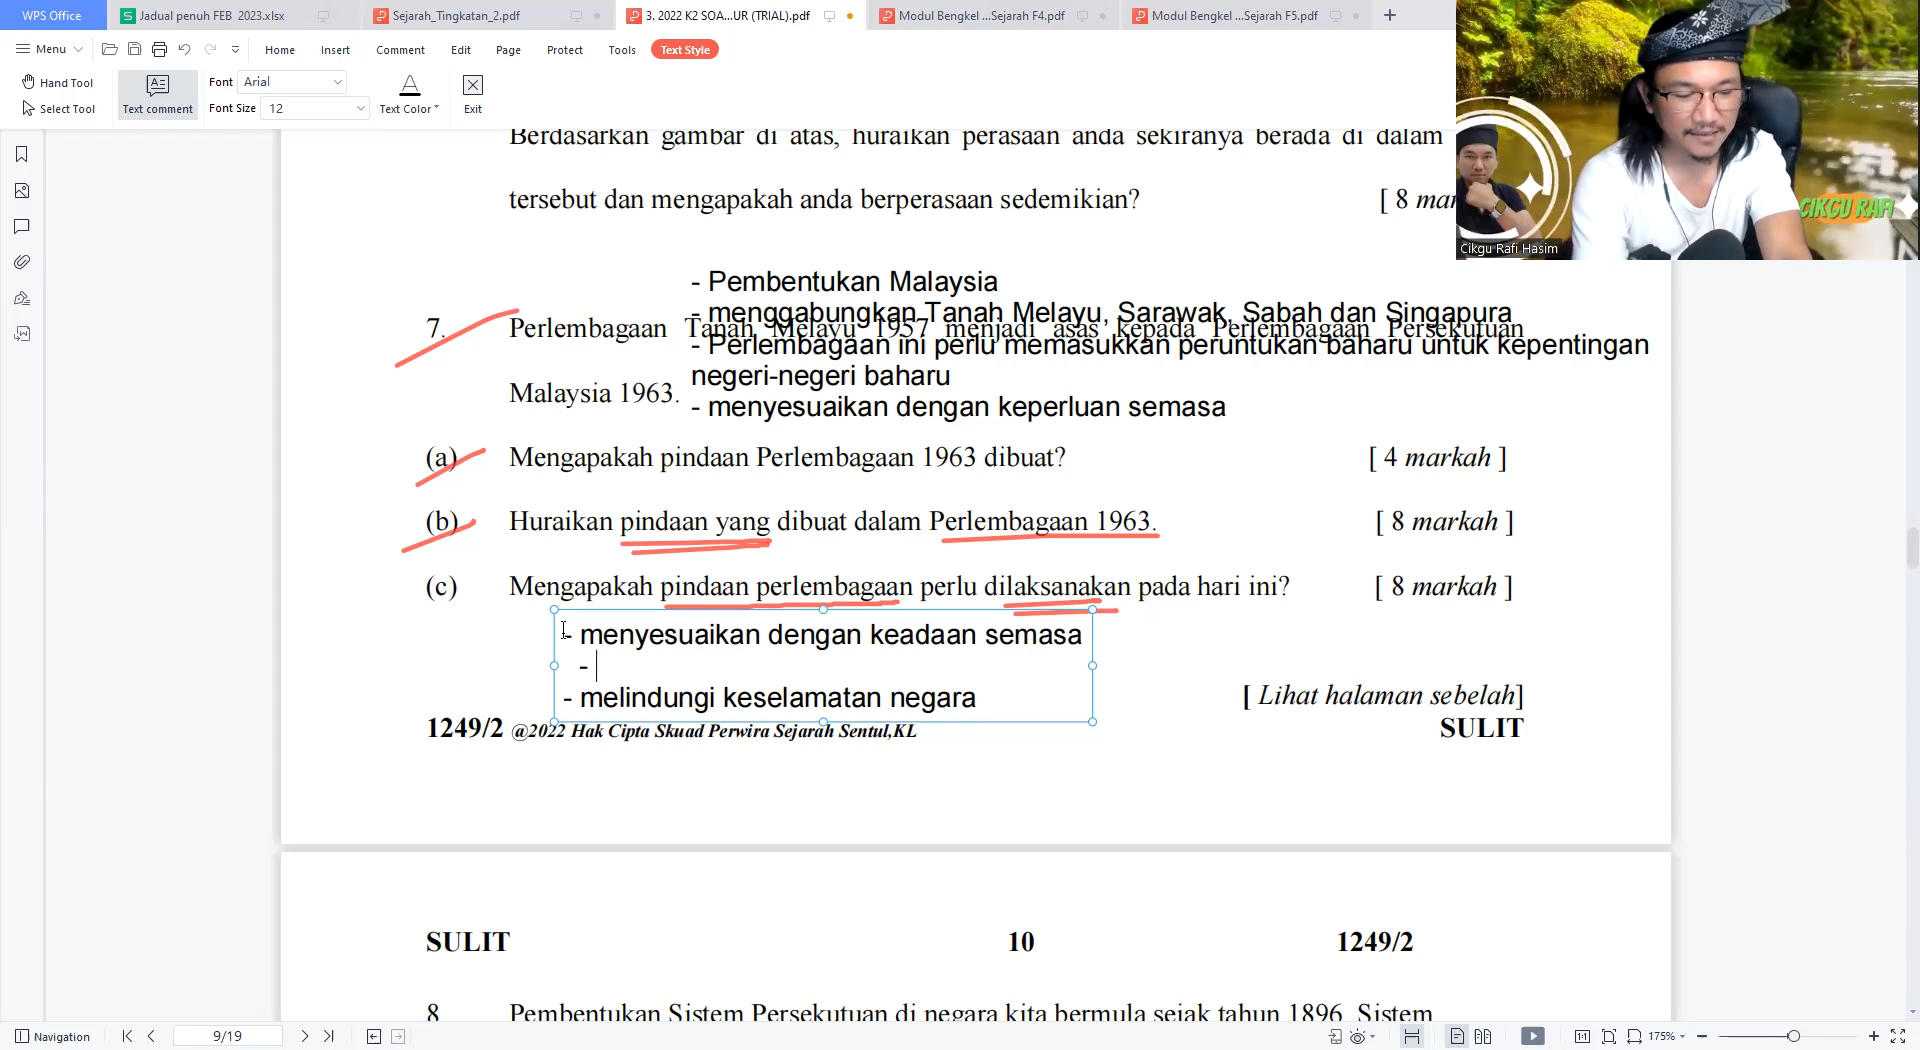 WPS Office
Jadual penuh FEB 2023.xlsx
Sejarah_Tingkatan_2.pdf
3. 2022 K2 SOA...UR (TRIAL).pdf
Modul Bengkel ...Sejarah F4.pdf
Modul Bengkel ...Sejarah F5.pdf
Menu
Home
Insert
Comment
Edit
Page
Protect
Tools
Text Style
Hand Tool
Select Tool
Text comment
Font Arial
Font Size 12
Text Color
Exit
Berdasarkan gambar di atas, huraikan perasaan anda sekiranya berada di dalam
tersebut dan mengapakah anda berperasaan sedemikian? [ 8 mar
CIKGU RAFI
Cikgu Rafi Hasim
- Pembentukan Malaysia
- menggabungkan Tanah Melayu, Sarawak, Sabah dan Singapura
7. Perlembagaan Tanah Melayu 1957 menjadi asas kepada Perlembagaan Persekutuan
- Perlembagaan ini perlu memasukkan peruntukan baharu untuk kepentingan
negeri-negeri baharu
Malaysia 1963.
- menyesuaikan dengan keperluan semasa
(a) Mengapakah pindaan Perlembagaan 1963 dibuat? [ 4 markah ]
(b) Huraikan pindaan yang dibuat dalam Perlembagaan 1963. [ 8 markah ]
(c) Mengapakah pindaan perlembagaan perlu dilaksanakan pada hari ini? [ 8 markah ]
- menyesuaikan dengan keadaan semasa
-
- melindungi keselamatan negara
[ Lihat halaman sebelah]
1249/2 @2022 Hak Cipta Skuad Perwira Sejarah Sentul,KL SULIT
SULIT 10 1249/2
8 Pembentukan Sistem Persekutuan di negara kita bermula sejak tahun 1896. Sistem
Navigation
9/19
175%